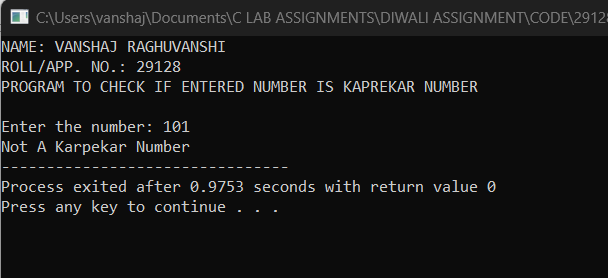 C:\Users\vanshaj\Documents\C LAB ASSIGNMENTS\DIWALI ASSIGNMENT\CODE\29128
NAME: VANSHAJ RAGHUVANSHI
ROLL/APP. NO.: 29128
PROGRAM TO CHECK IF ENTERED NUMBER IS KAPREKAR NUMBER
Enter the number: 101
Not A Karpekar Number
--------------------------------
Process exited after 0.9753 seconds with return value 0
Press any key to continue . . .